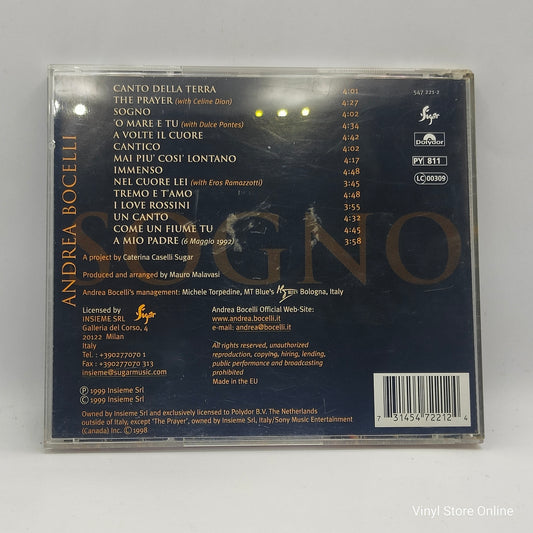 CANTO DELLA TERRA 4:01
THE PRAYER (with Celine Dion) 4:27
SOGNO 4:02
'O MARE E TU (with Dulce Pontes) 4:34
A VOLTE IL CUORE
CANTICO 4:02
MAI PIU' COSI' LONTANO 4:17
IMMENSO 4:48
NEL CUORE LEI (with Eros Ramazzotti) 3:45
TREMO E T'AMO 4:48
I LOVE ROSSINI 3:55
UN CANTO 4:32
COME UN FIUME TU 4:45
A MIO PADRE (6 Maggio 1992) 3:58
547 221-2
Sugar
Polydor
PY 811
LC 00309
ANDREA BOCELLI
SOGNO
A project by Caterina Caselli Sugar
Produced and arranged by Mauro Malavasi
Andrea Bocelli's management: Michele Torpedine, MT Blue's Bologna, Italy
Licensed by
INSIEME SRL
Galleria del Corso, 4
20122 Milan
Italy
Tel. : +390277070 1
Fax : +390277070 313
insieme@sugarmusic.com
Sugar
Andrea Bocelli Official Web-Site:
www.andrea.bocelli.it
e-mail: andrea@bocelli.it
All rights reserved, unauthorized
reproduction, copying, hiring, lending,
public performance and broadcasting
prohibited
Made in the EU
℗ 1999 Insieme Srl
© 1999 Insieme Srl
Owned by Insieme Srl and exclusively licensed to Polydor B.V. The Netherlands
outside of Italy, except 'The Prayer', owned by Insieme Srl, Italy/Sony Music Entertainment
(Canada) Inc. © 1998
7 31454 72212 4
Vinyl Store Online